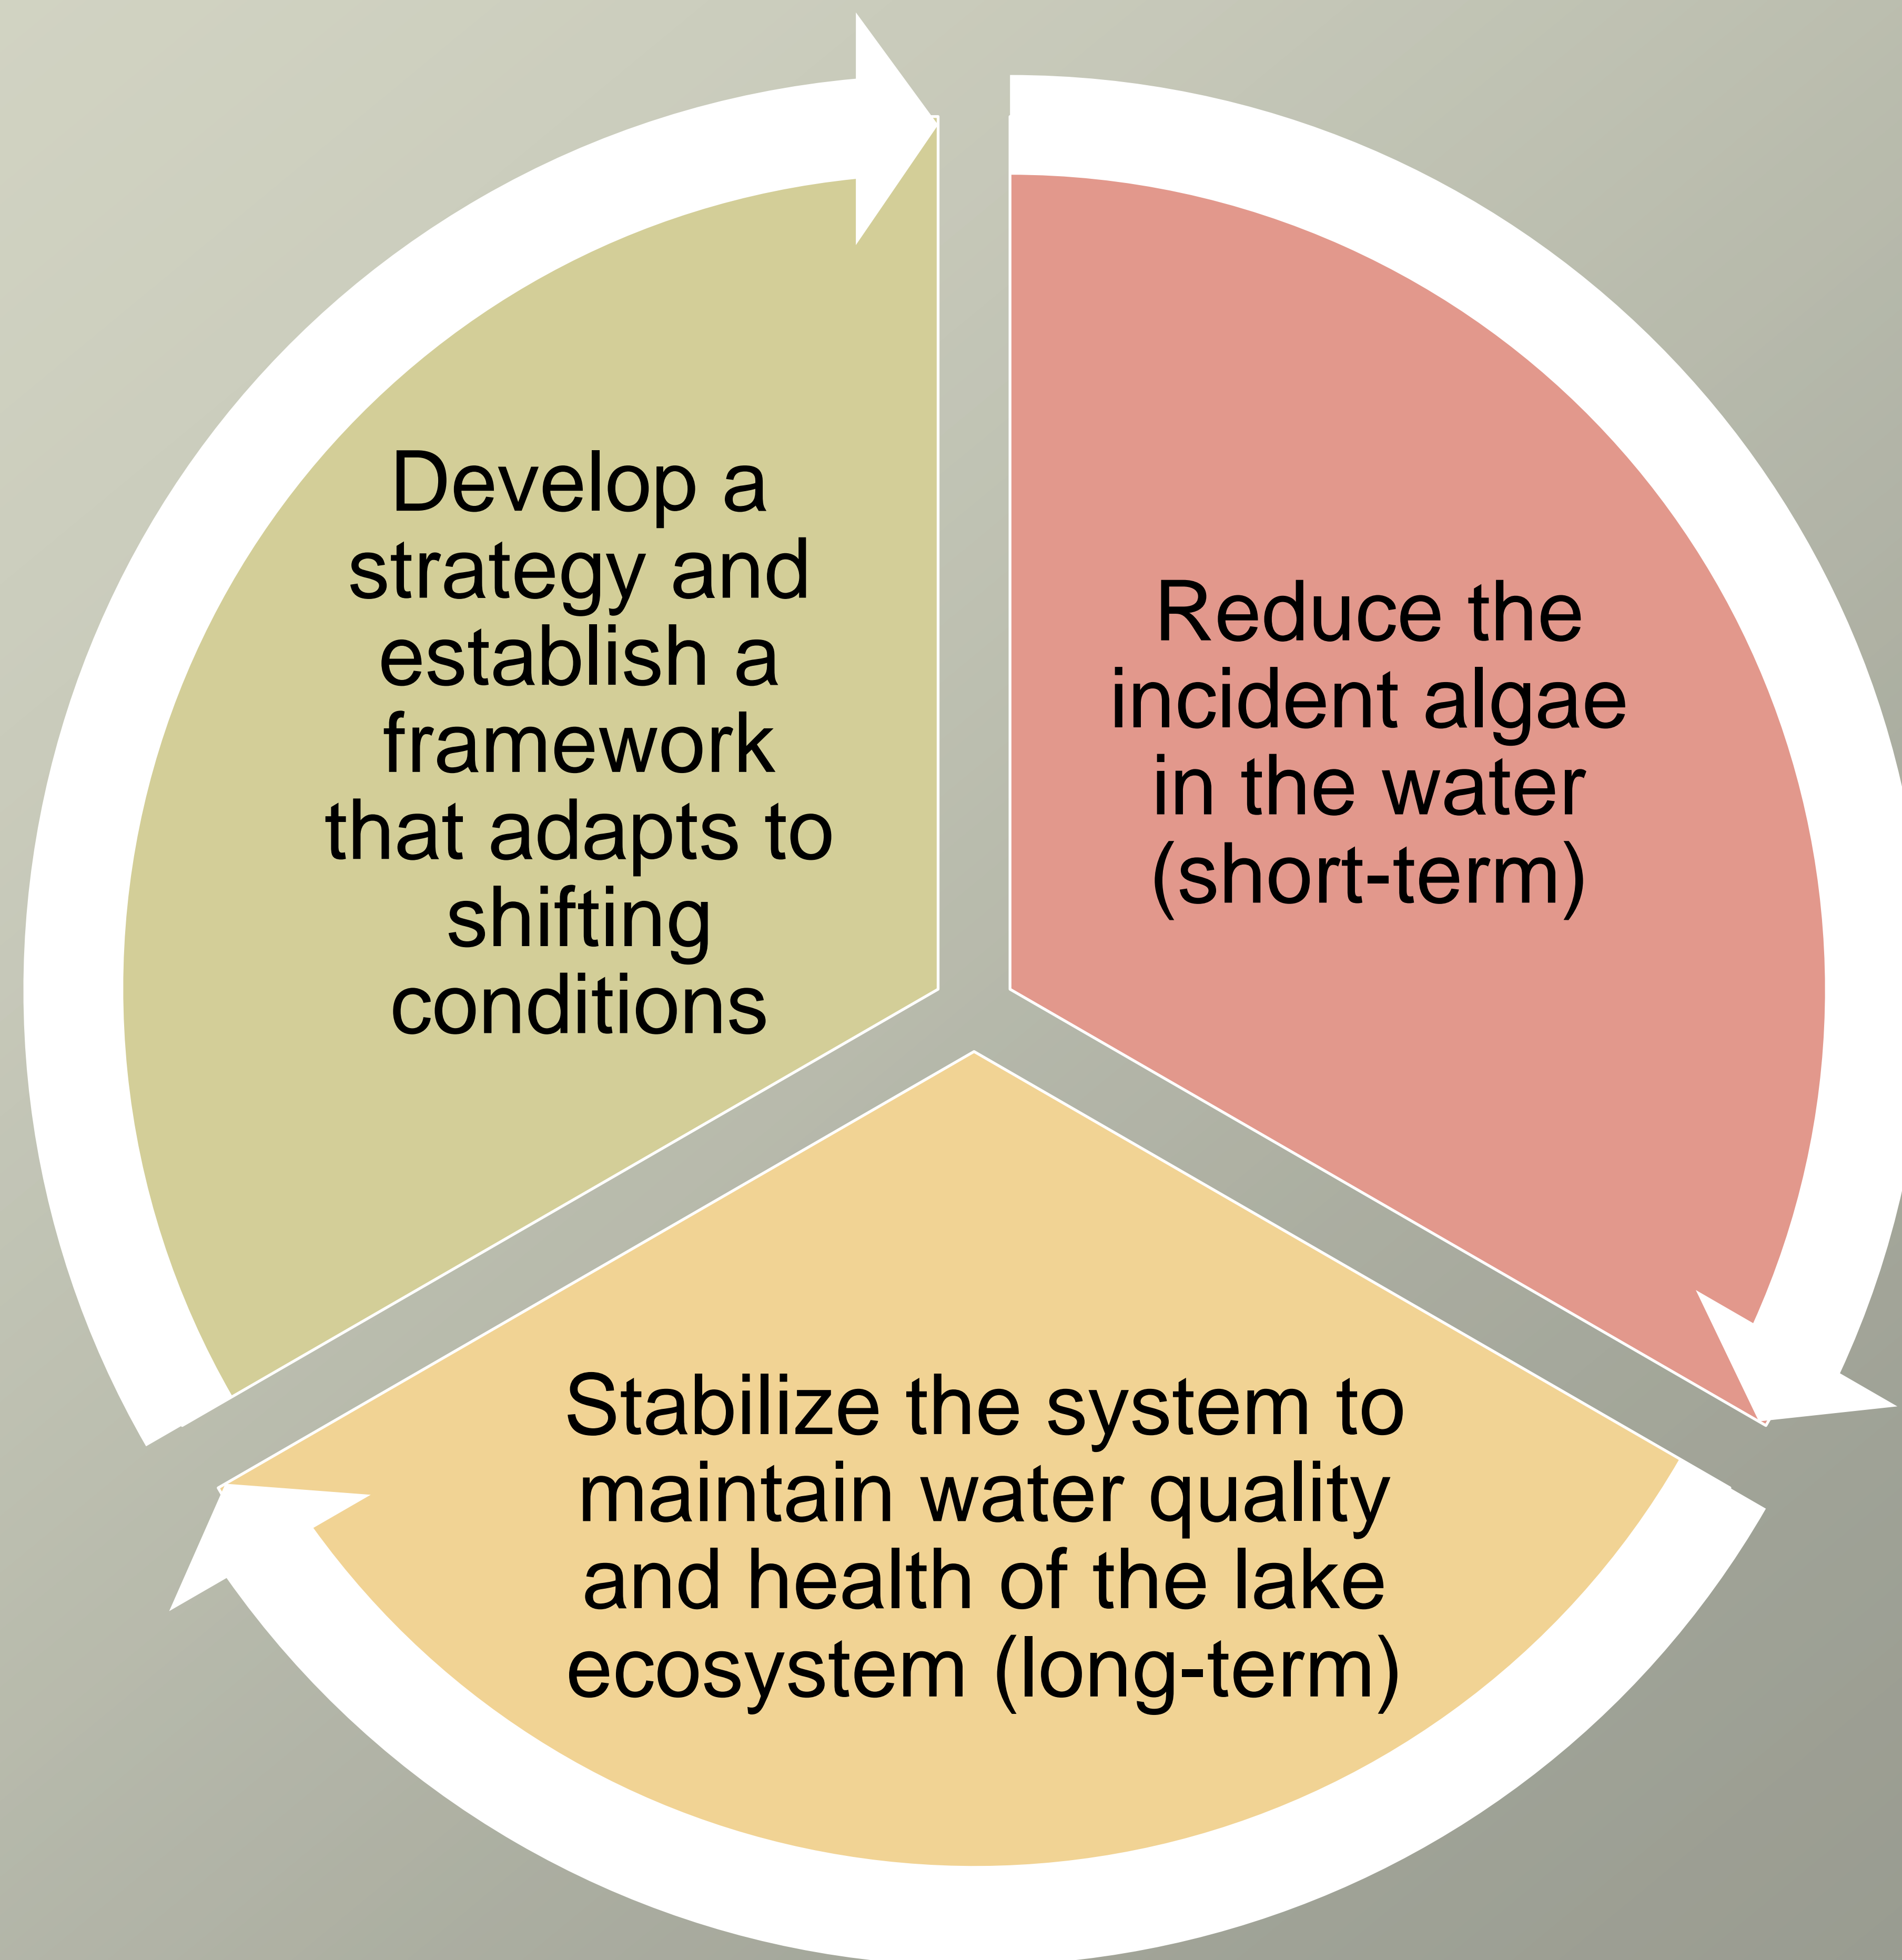 Develop a
strategy and
establish a
framework
that adapts to
shifting
conditions
Reduce the
incident algae
in the water
(short-term)
Stabilize the system to
maintain water quality
and health of the lake
ecosystem (long-term)